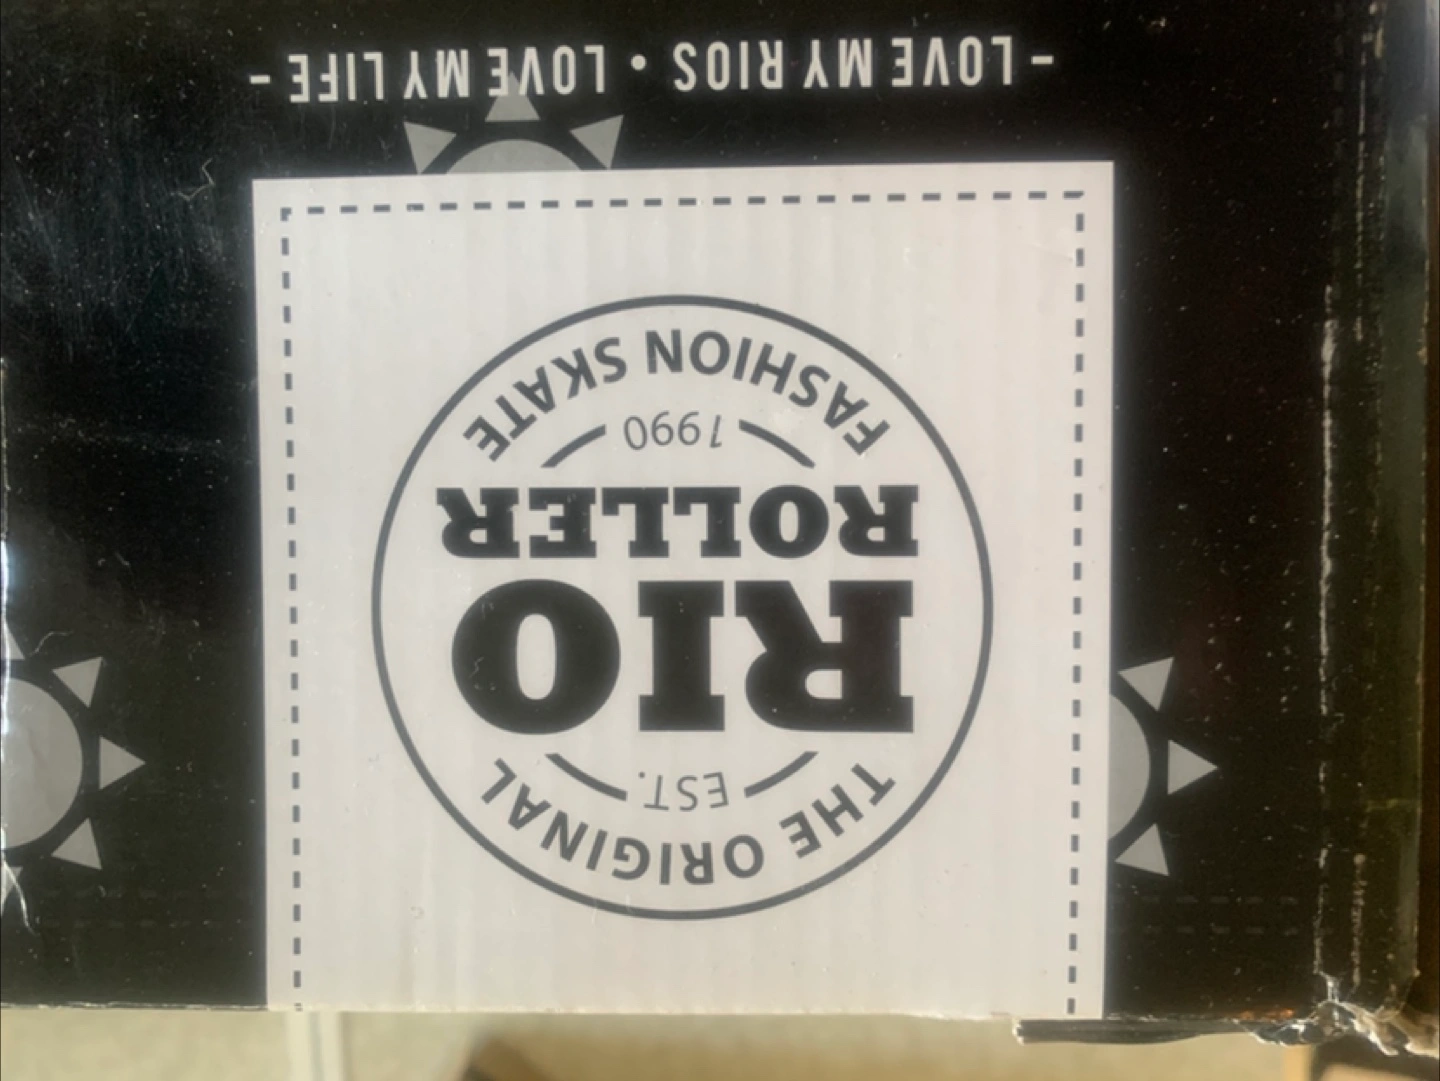 THE ORIGINAL
EST.
RIO
ROLLER
1990
FASHION SKATE
- LOVE MY RIOS • LOVE MY LIFE -